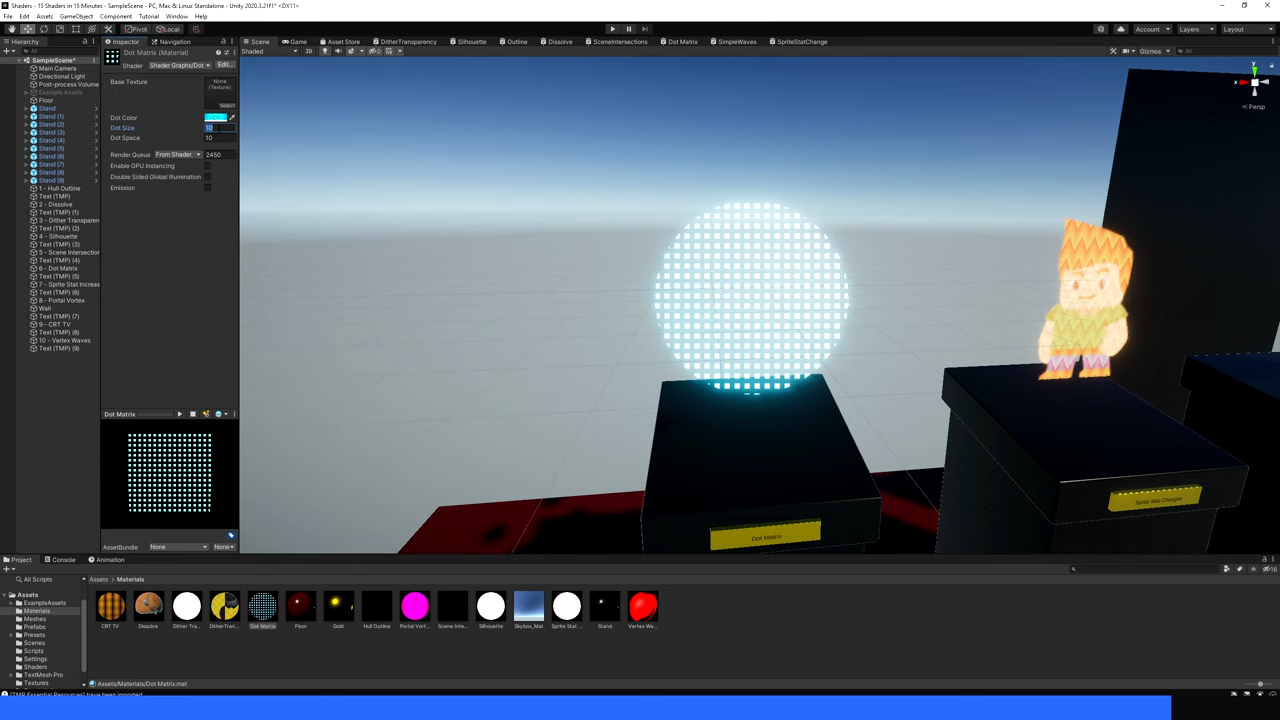 Shaders - 15 Shaders in 15 Minutes - SampleScene - PC, Mac & Linux Standalone - Unity 2020.3.21f1* <DX11>
File Edit Assets GameObject Component Tutorial Window Help
Pivot Local Account Layers Layout
Hierarchy Inspector Navigation Scene Game Asset Store DitherTransparency Silhouette Outline Dissolve SceneIntersections Dot Matrix SimpleWaves SpriteStatChange
All
Shaded 2D 0 Gizmos All
SampleScene*
Main Camera
Directional Light
Post-process Volume
Example Assets
Floor
Stand
Stand (1)
Stand (2)
Stand (3)
Stand (4)
Stand (5)
Stand (6)
Stand (7)
Stand (8)
Stand (9)
1 - Hull Outline
Text (TMP)
2 - Dissolve
Text (TMP) (1)
3 - Dither Transparen
Text (TMP) (2)
4 - Silhouette
Text (TMP) (3)
5 - Scene Intersection
Text (TMP) (4)
6 - Dot Matrix
Text (TMP) (5)
7 - Sprite Stat Increas
Text (TMP) (6)
8 - Portal Vortex
Wall
Text (TMP) (7)
9 - CRT TV
Text (TMP) (8)
10 - Vertex Waves
Text (TMP) (9)
Dot Matrix (Material)
Shader Shader Graphs/Dot Edit...
Base Texture
None
(Texture)
Select
Dot Color
Dot Size 10
Dot Space 10
Render Queue From Shader 2450
Enable GPU Instancing
Double Sided Global Illumination
Emission
Dot Matrix
AssetBundle None None
y
x
< Persp
Dot Matrix
Sprite Stat Changes
Project Console Animation
16
All Scripts
Assets
ExampleAssets
Materials
Meshes
Prefabs
Presets
Scenes
Scripts
Settings
Shaders
TextMesh Pro
Textures
Assets > Materials
CRT TV Dissolve Dither Tra... DitherTran... Dot Matrix Floor Gold Hull Outline Portal Vort... Scene Inte... Silhouette Skybox_Mat Sprite Stat ... Stand Vertex Wa...
Assets/Materials/Dot Matrix.mat
[TMP Essential Resources] have been imported.